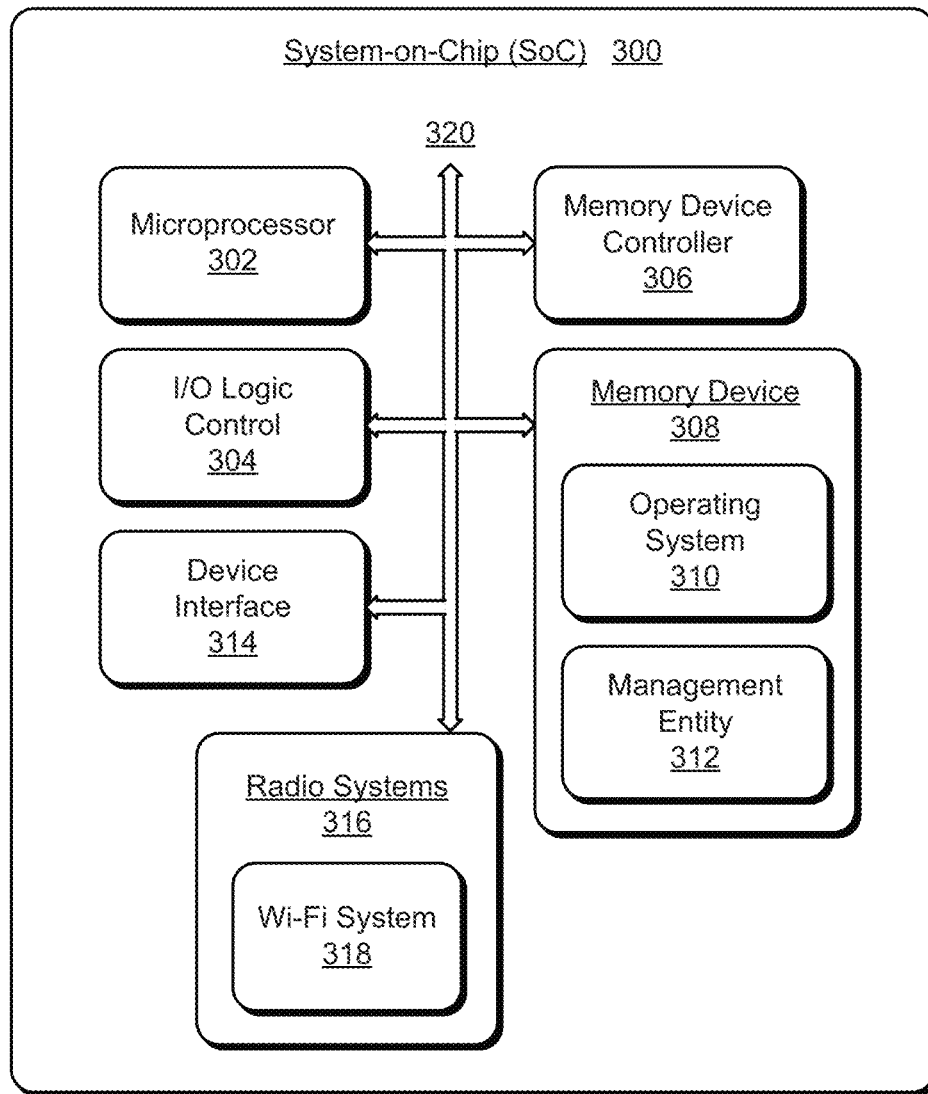 System-on-Chip (SoC) 300
320
Microprocessor
302
Memory Device
Controller
306
I/O Logic
Control
304
Memory Device
308
Operating
System
310
Device
Interface
314
Management
Entity
312
Radio Systems
316
Wi-Fi System
318